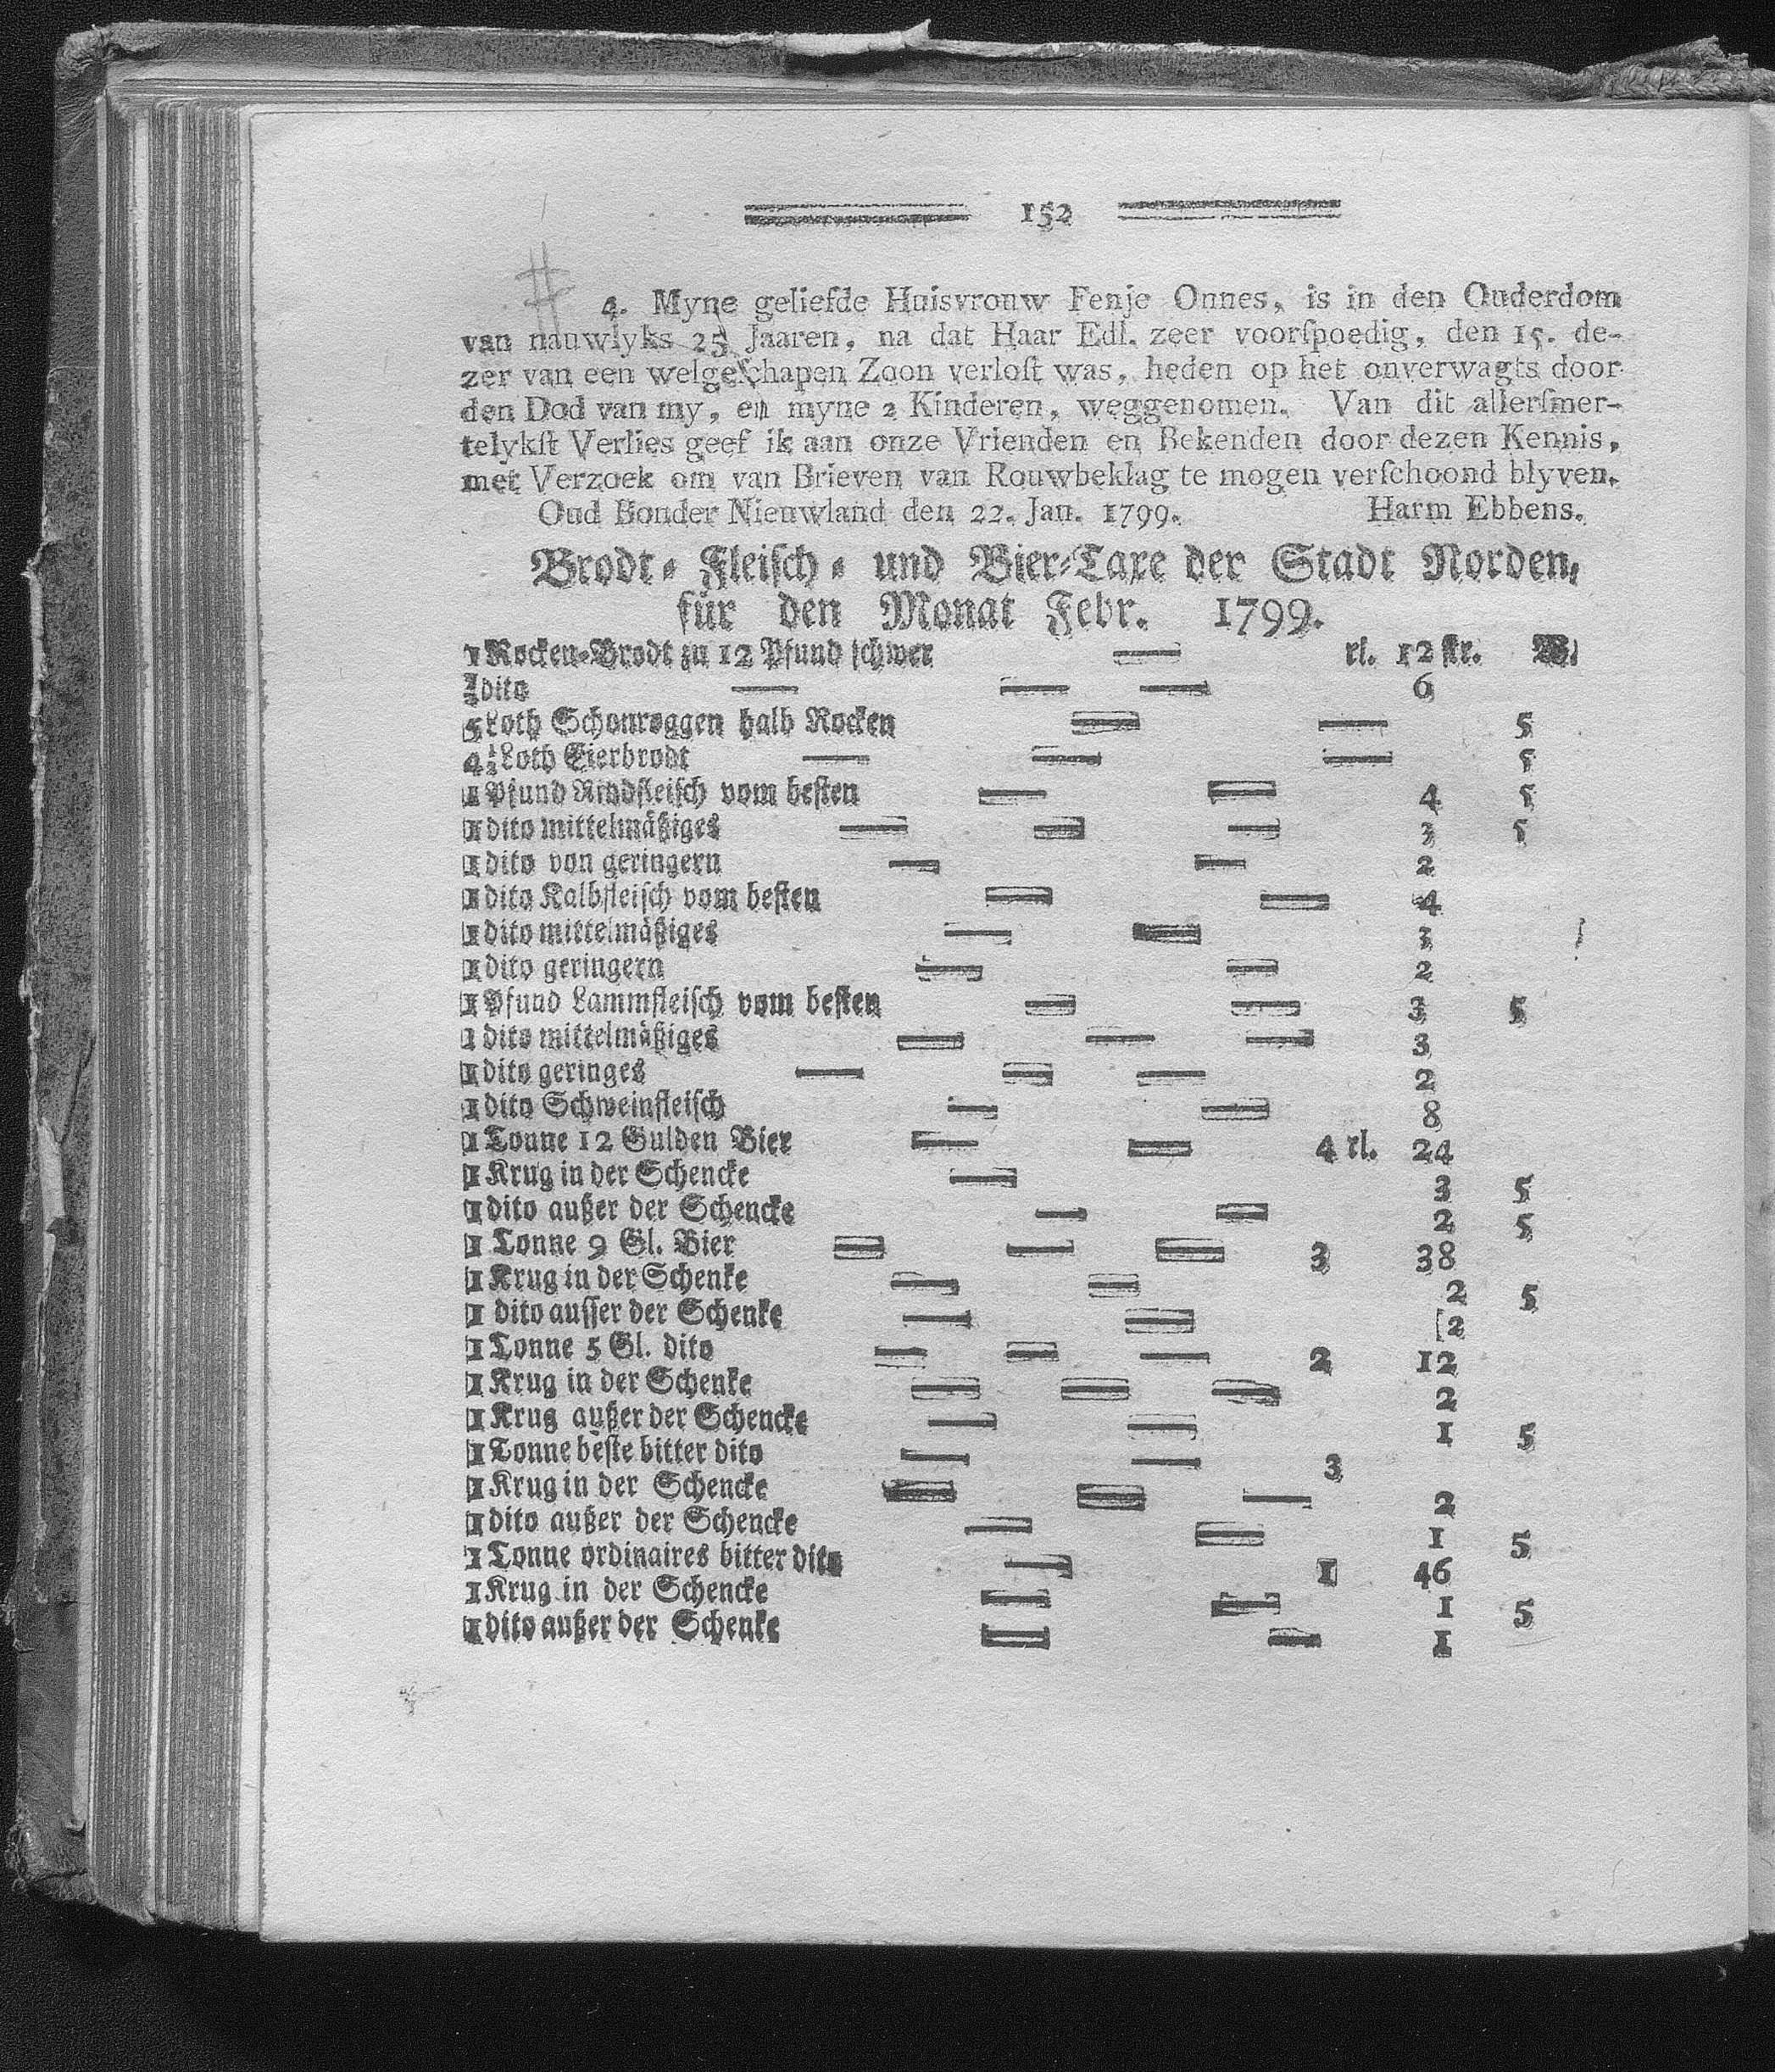 152
4. Myne geliefde Huisvrouw Fenje Onnes, is in den Ouderdom
van nauwlyks 25 Jaaren, na dat Haar Edl. zeer voorſpoedig, den 15. de-
zer van een welgeſchapen Zoon verloſt was, heden op het onverwagts door
den Dod van my, en myne 2 Kinderen, weggenomen. Van dit allerſmer-
telykſt Verlies geef ik aan onze Vrienden en Bekenden door dezen Kennis,
met Verzoek om van Brieven van Rouwbeklag te mogen verſchoond blyven.
Oud Bonder Nieuwland den 22. Jan. 1799. Harm Ebbens.
Brodt- Fleiſch- und Bier-Taxe der Stadt Norden,
für den Monat Febr. 1799.
1 Rocken-Brodt zu 12 Pfund ſchwer — rl. 12 ſtr. W.
½ dito — — — 6
5 Loth Schonroggen halb Rocken — — 5
4½ Loth Eierbrodt — — — 5
1 Pfund Rindfleiſch vom beſten — — 4 5
1 dito mittelmäßiges — — — 3 5
1 dito von geringern — — 2
1 dito Kalbfleiſch vom beſten — — 4
1 dito mittelmäßiges — — 3
1 dito geringern — — 2
1 Pfund Lammfleiſch vom beſten — — 3 5
1 dito mittelmäßiges — — — 3
1 dito geringes — — — 2
1 dito Schweinfleiſch — — 8
1 Tonne 12 Gulden Bier — — 4 rl. 24
1 Krug in der Schencke — 3 5
1 dito außer der Schencke — — 2 5
1 Tonne 9 Gl. Bier — — — 3 38
1 Krug in der Schenke — — 2 5
1 dito auſſer der Schenke — — [2
1 Tonne 5 Gl. dito — — — 2 12
1 Krug in der Schenke — — — 2
1 Krug außer der Schencke — — 1 5
1 Tonne beſte bitter dito — — 3
1 Krug in der Schencke — — — 2
1 dito außer der Schencke — — 1 5
1 Tonne ordinaires bitter dito — 1 46
1 Krug in der Schencke — — 1 5
1 dito außer der Schenke — — 1